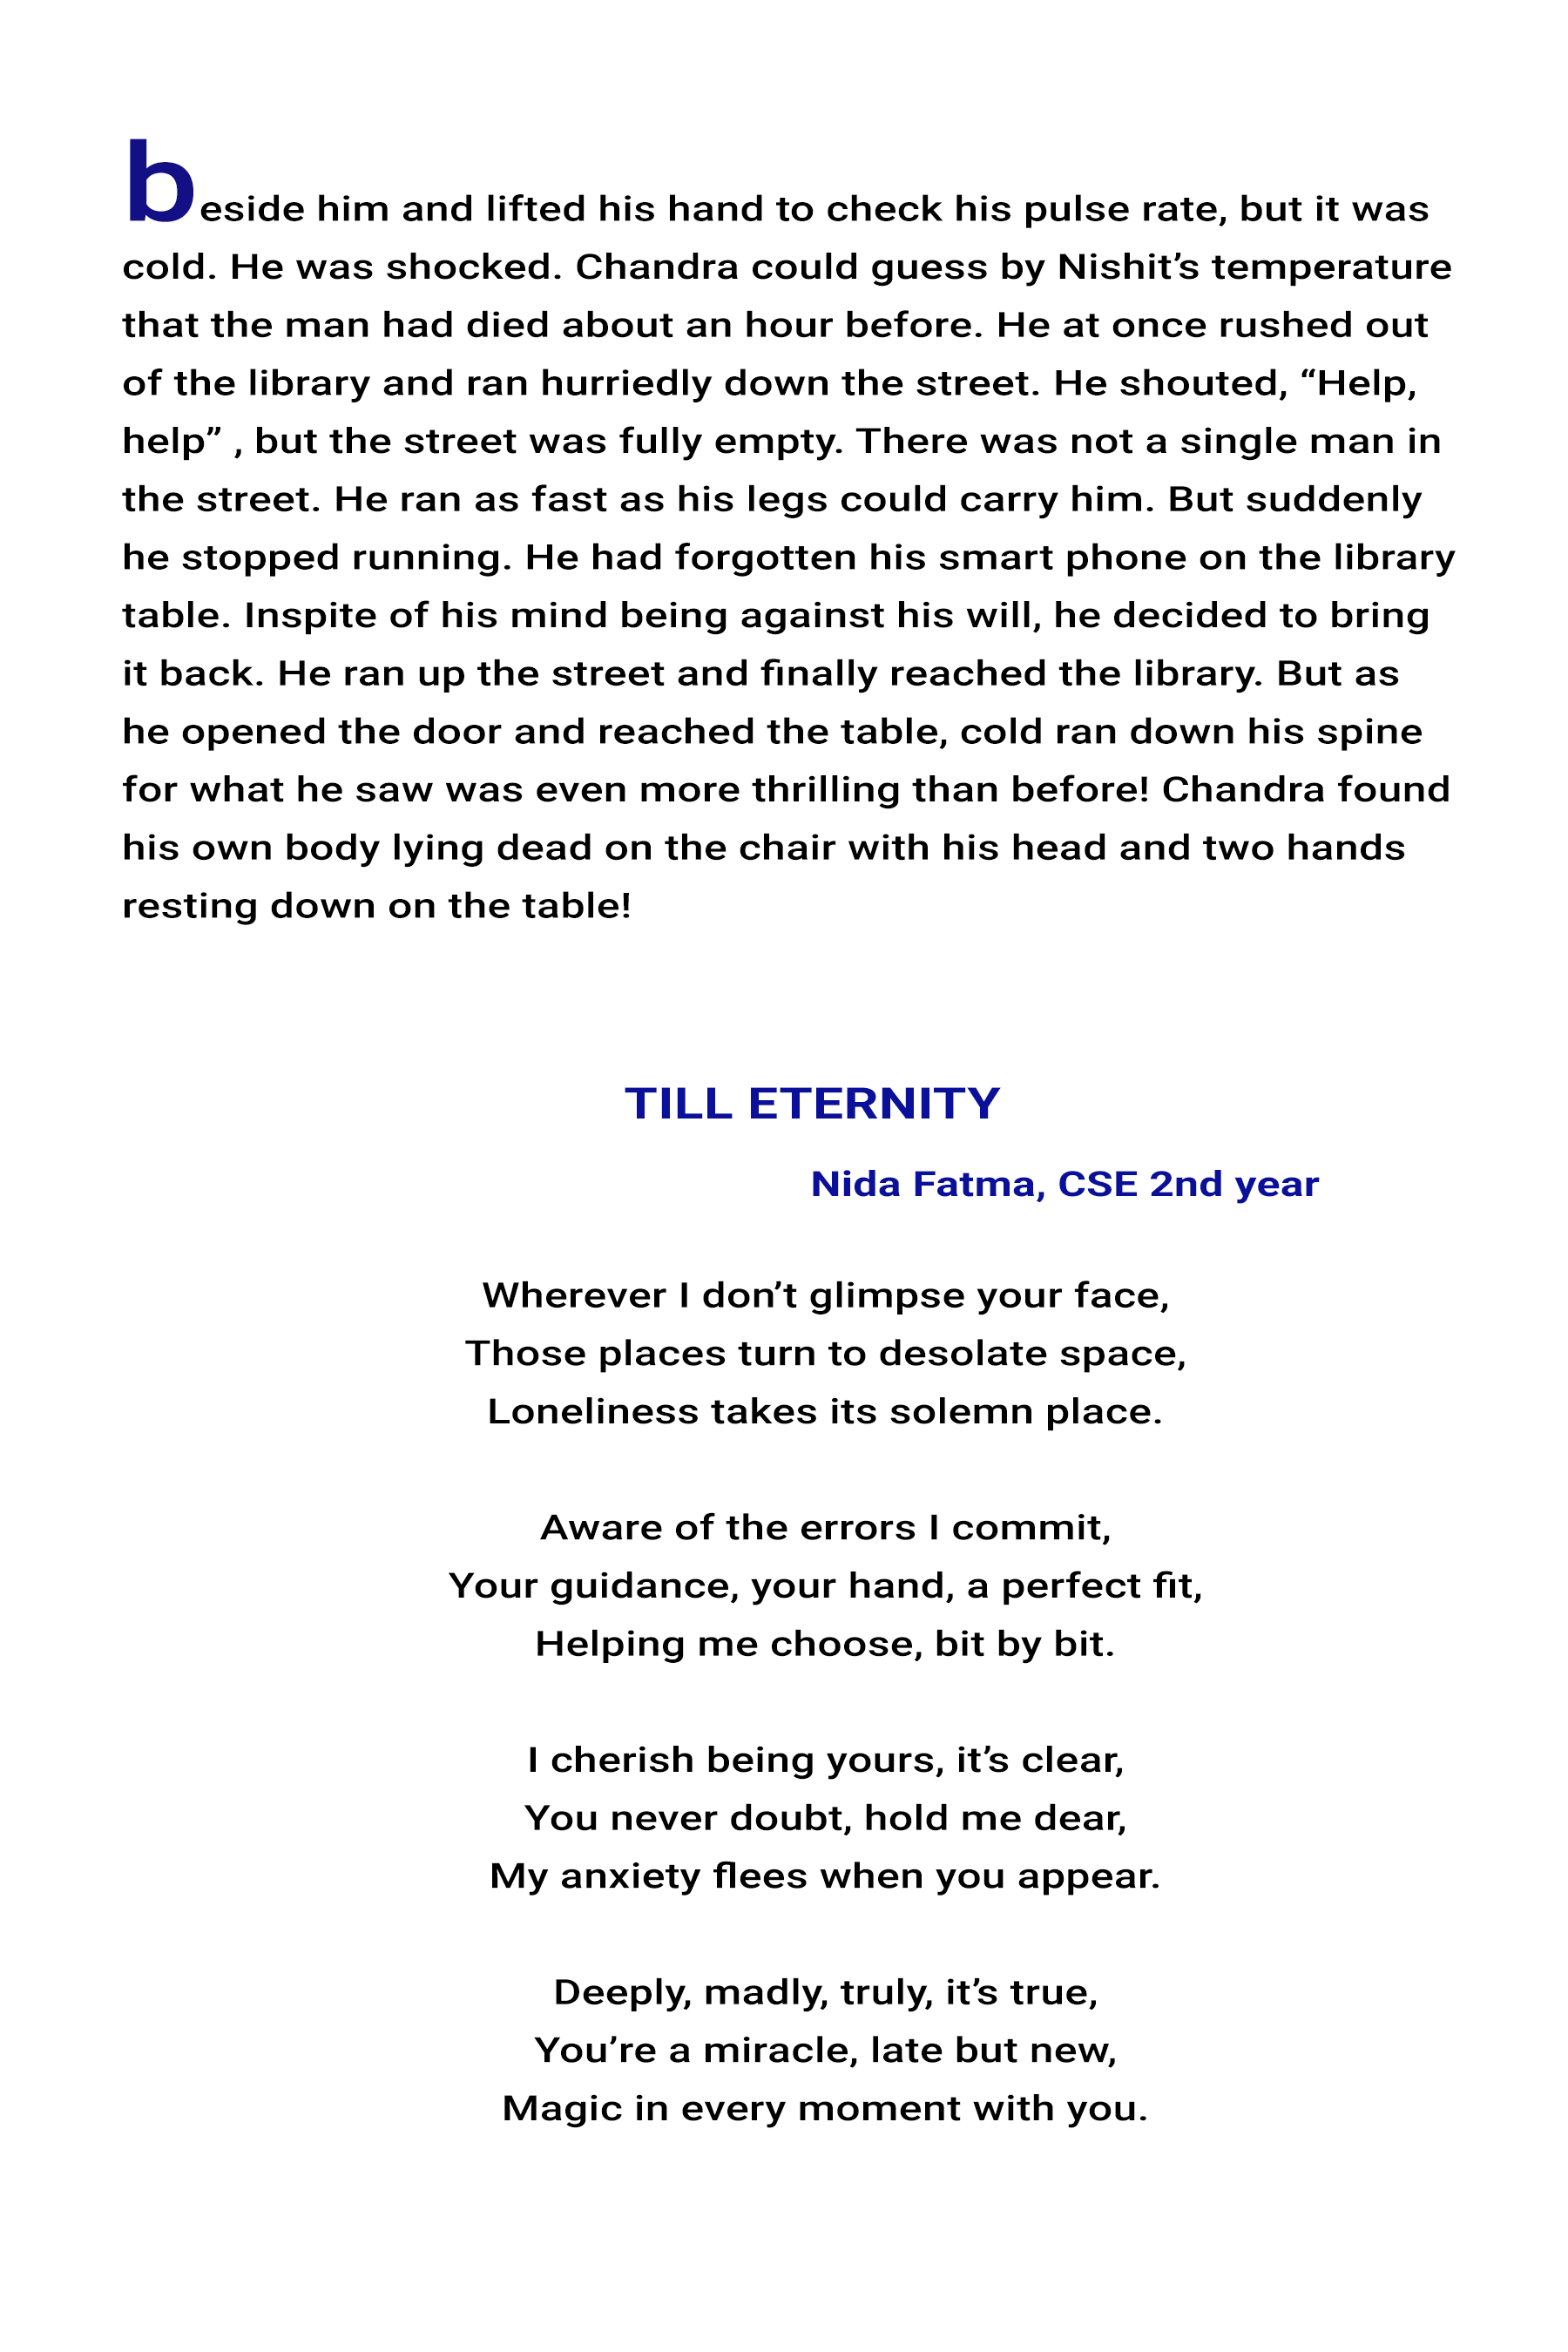 beside him and lifted his hand to check his pulse rate, but it was
cold. He was shocked. Chandra could guess by Nishit’s temperature
that the man had died about an hour before. He at once rushed out
of the library and ran hurriedly down the street. He shouted, “Help,
help” , but the street was fully empty. There was not a single man in
the street. He ran as fast as his legs could carry him. But suddenly
he stopped running. He had forgotten his smart phone on the library
table. Inspite of his mind being against his will, he decided to bring
it back. He ran up the street and finally reached the library. But as
he opened the door and reached the table, cold ran down his spine
for what he saw was even more thrilling than before! Chandra found
his own body lying dead on the chair with his head and two hands
resting down on the table!
TILL ETERNITY
Nida Fatma, CSE 2nd year
Wherever I don’t glimpse your face,
Those places turn to desolate space,
Loneliness takes its solemn place.
Aware of the errors I commit,
Your guidance, your hand, a perfect fit,
Helping me choose, bit by bit.
I cherish being yours, it’s clear,
You never doubt, hold me dear,
My anxiety flees when you appear.
Deeply, madly, truly, it’s true,
You’re a miracle, late but new,
Magic in every moment with you.